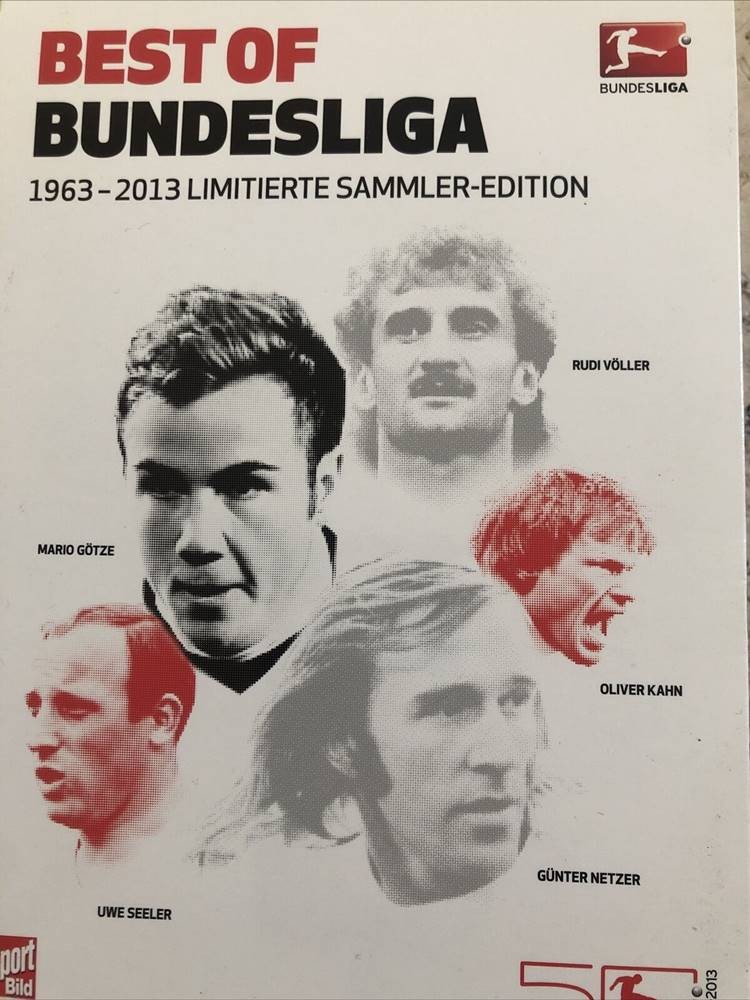 BEST OF
BUNDESLIGA
1963–2013 LIMITIERTE SAMMLER-EDITION
BUNDESLIGA
RUDI VÖLLER
MARIO GÖTZE
OLIVER KAHN
GÜNTER NETZER
UWE SEELER
port
Bild
50
2013